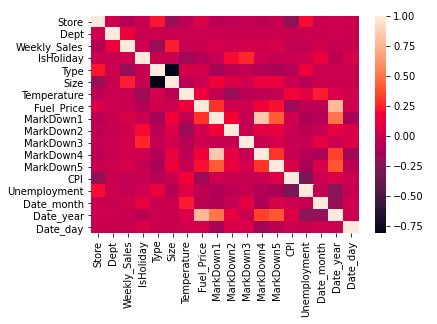 Store
Dept
Weekly_Sales
IsHoliday
Type
Size
Temperature
Fuel_Price
MarkDown1
MarkDown2
MarkDown3
MarkDown4
MarkDown5
CPI
Unemployment
Date_month
Date_year
Date_day
Store
Dept
Weekly_Sales
IsHoliday
Type
Size
Temperature
Fuel_Price
MarkDown1
MarkDown2
MarkDown3
MarkDown4
MarkDown5
CPI
Unemployment
Date_month
Date_year
Date_day
1.00
0.75
0.50
0.25
0.00
−0.25
−0.50
−0.75